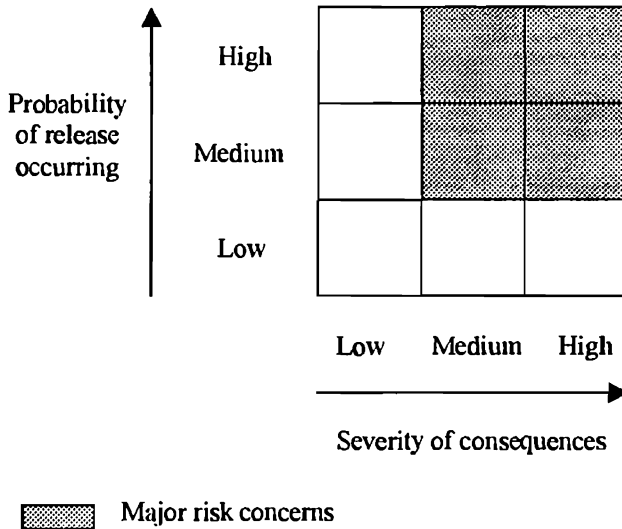 High
Probability
of release
occurring
Medium
Low
Low Medium High
Severity of consequences
Major risk concerns